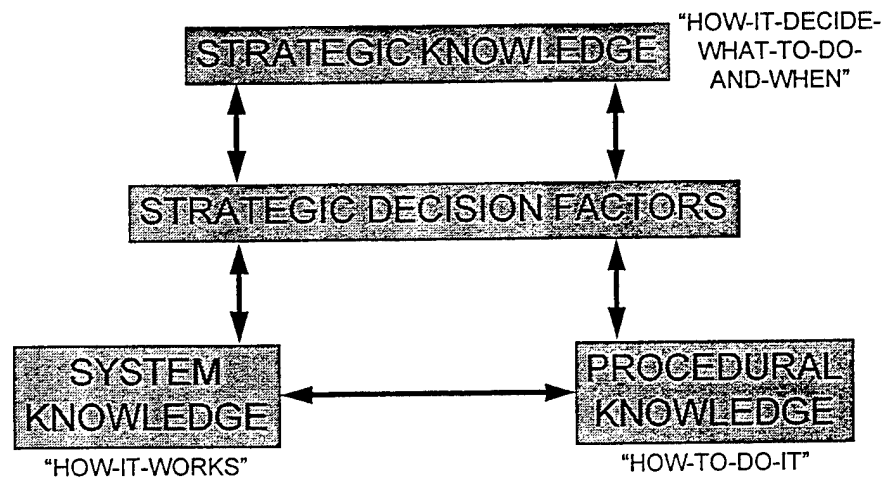 STRATEGIC KNOWLEDGE
"HOW-IT-DECIDE-
WHAT-TO-DO-
AND-WHEN"
STRATEGIC DECISION FACTORS
SYSTEM
KNOWLEDGE
"HOW-IT-WORKS"
PROCEDURAL
KNOWLEDGE
"HOW-TO-DO-IT"